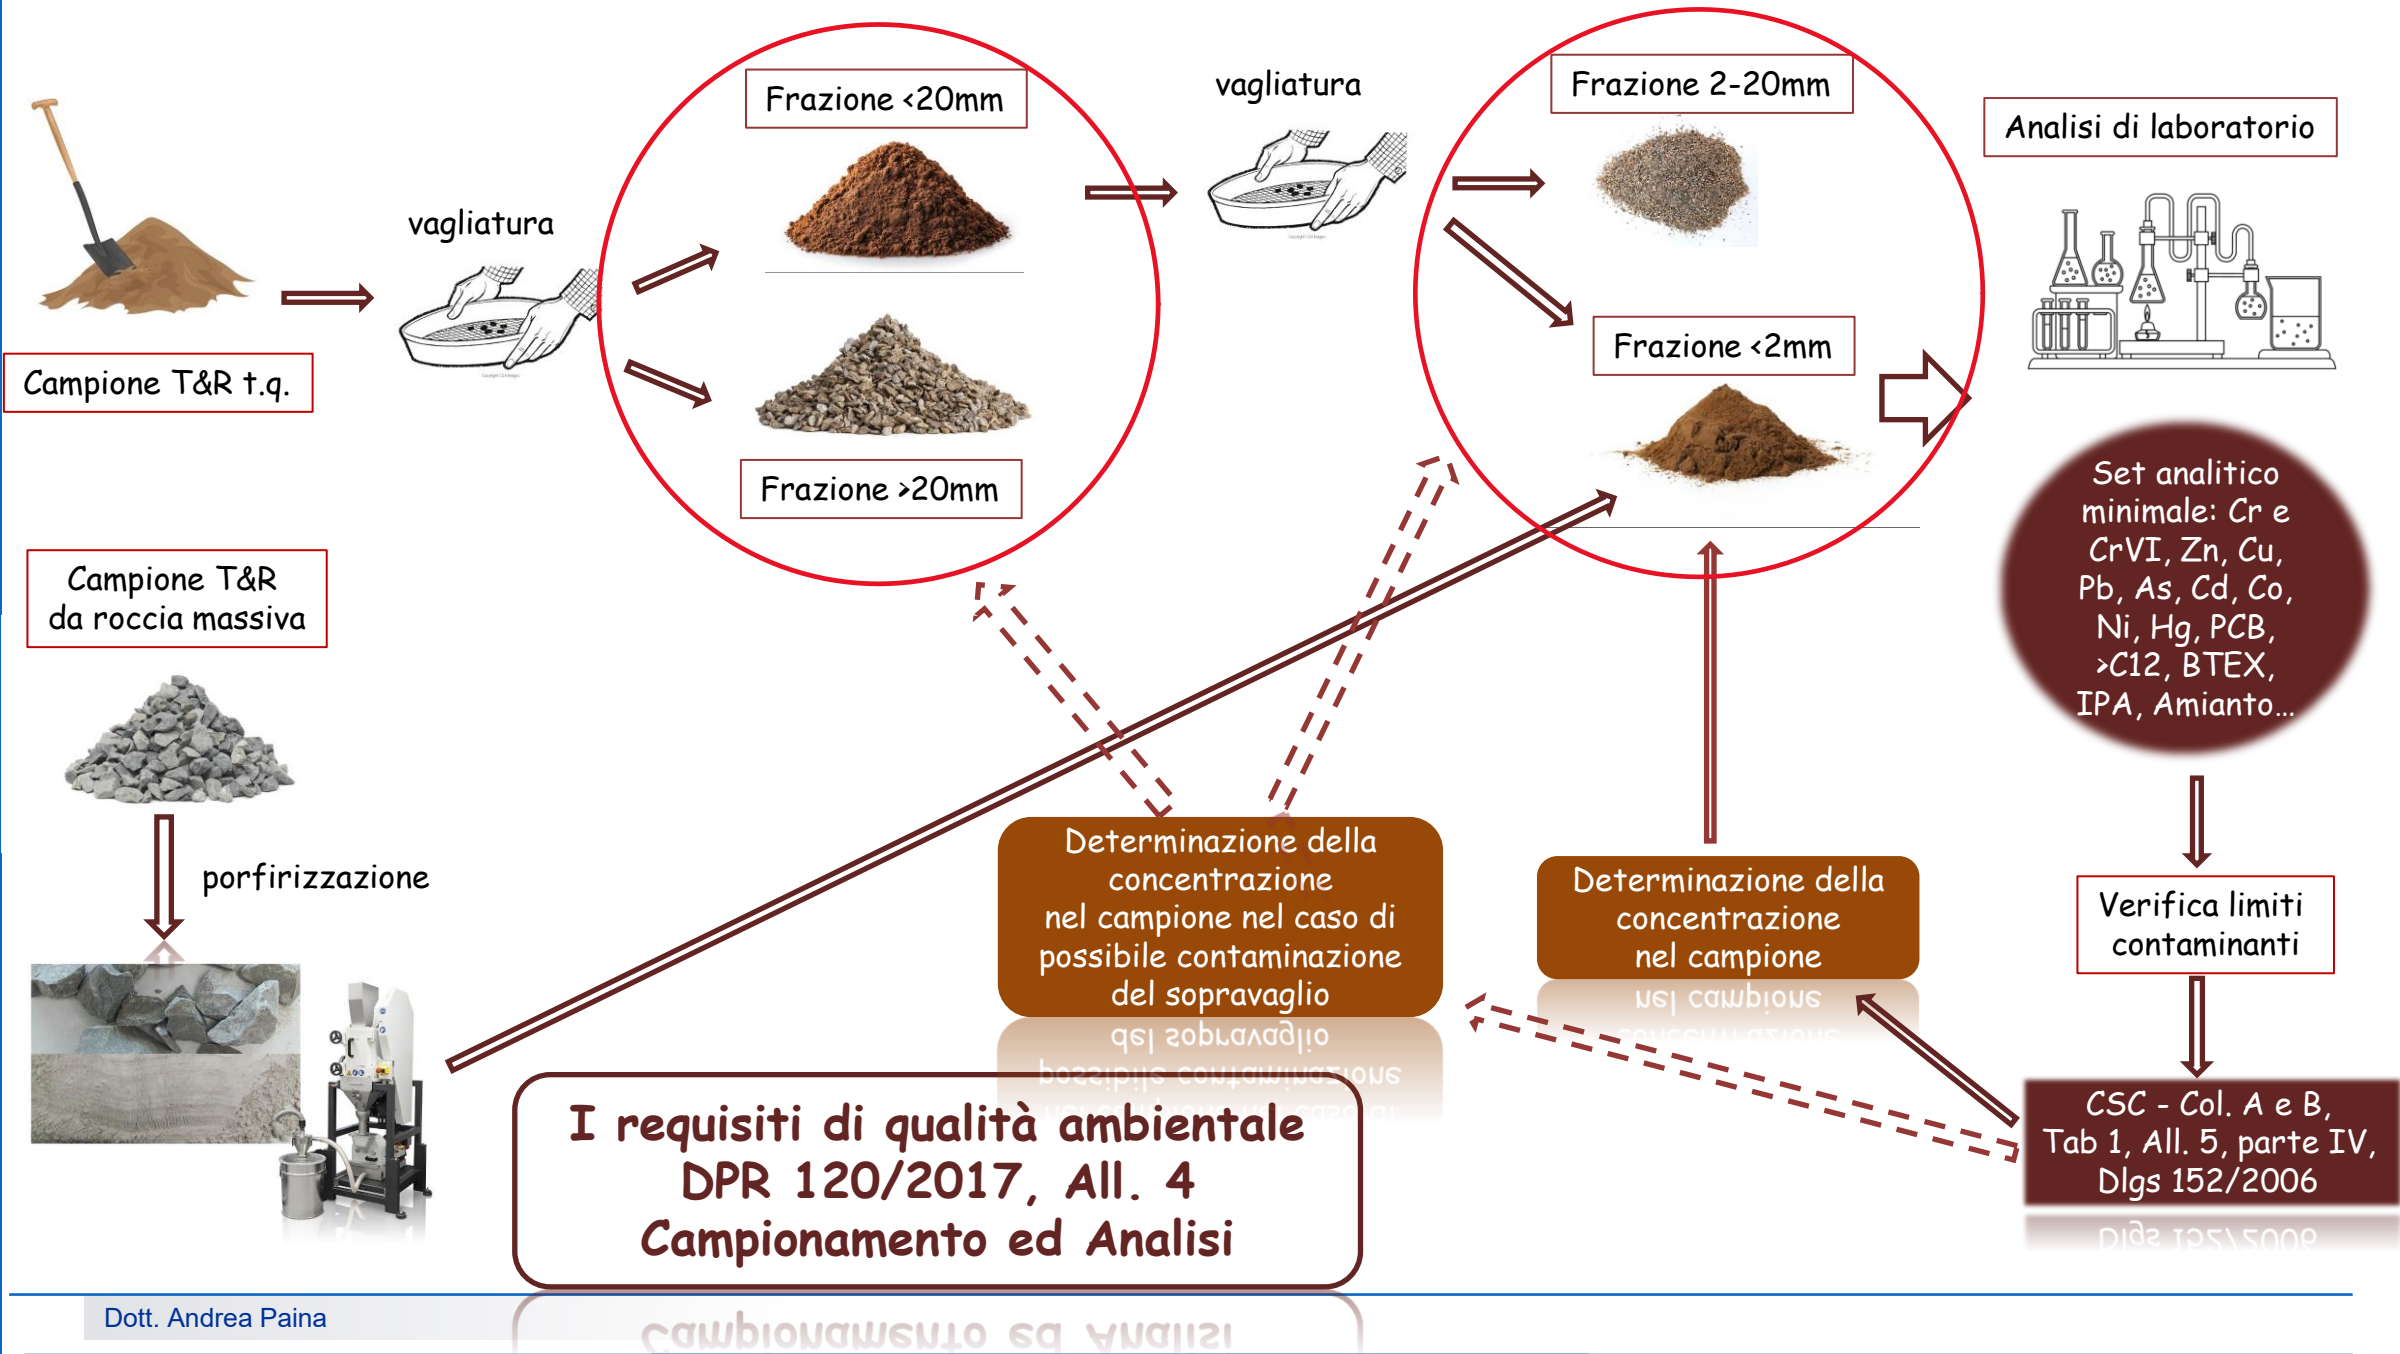 Campione T&R t.q.
vagliatura
Frazione <20mm
Frazione >20mm
vagliatura
Frazione 2-20mm
Frazione <2mm
Analisi di laboratorio
Set analitico
minimale: Cr e
CrVI, Zn, Cu,
Pb, As, Cd, Co,
Ni, Hg, PCB,
>C12, BTEX,
IPA, Amianto...
Campione T&R
da roccia massiva
porfirizzazione
Determinazione della
concentrazione
nel campione nel caso di
possibile contaminazione
del sopravaglio
Determinazione della
concentrazione
nel campione
Verifica limiti
contaminanti
CSC - Col. A e B,
Tab 1, All. 5, parte IV,
Dlgs 152/2006
I requisiti di qualità ambientale
DPR 120/2017, All. 4
Campionamento ed Analisi
Dott. Andrea Paina